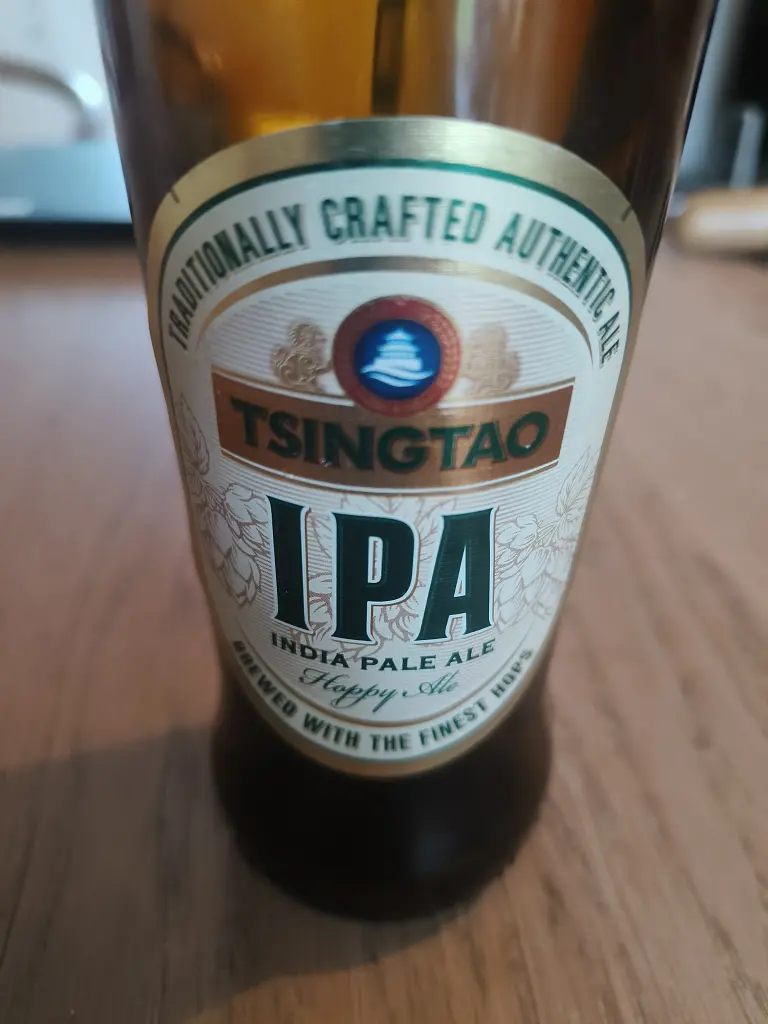 TRADITIONALLY CRAFTED AUTHENTIC ALE
TSINGTAO
IPA
INDIA PALE ALE
Hoppy Ale
BREWED WITH THE FINEST HOPS